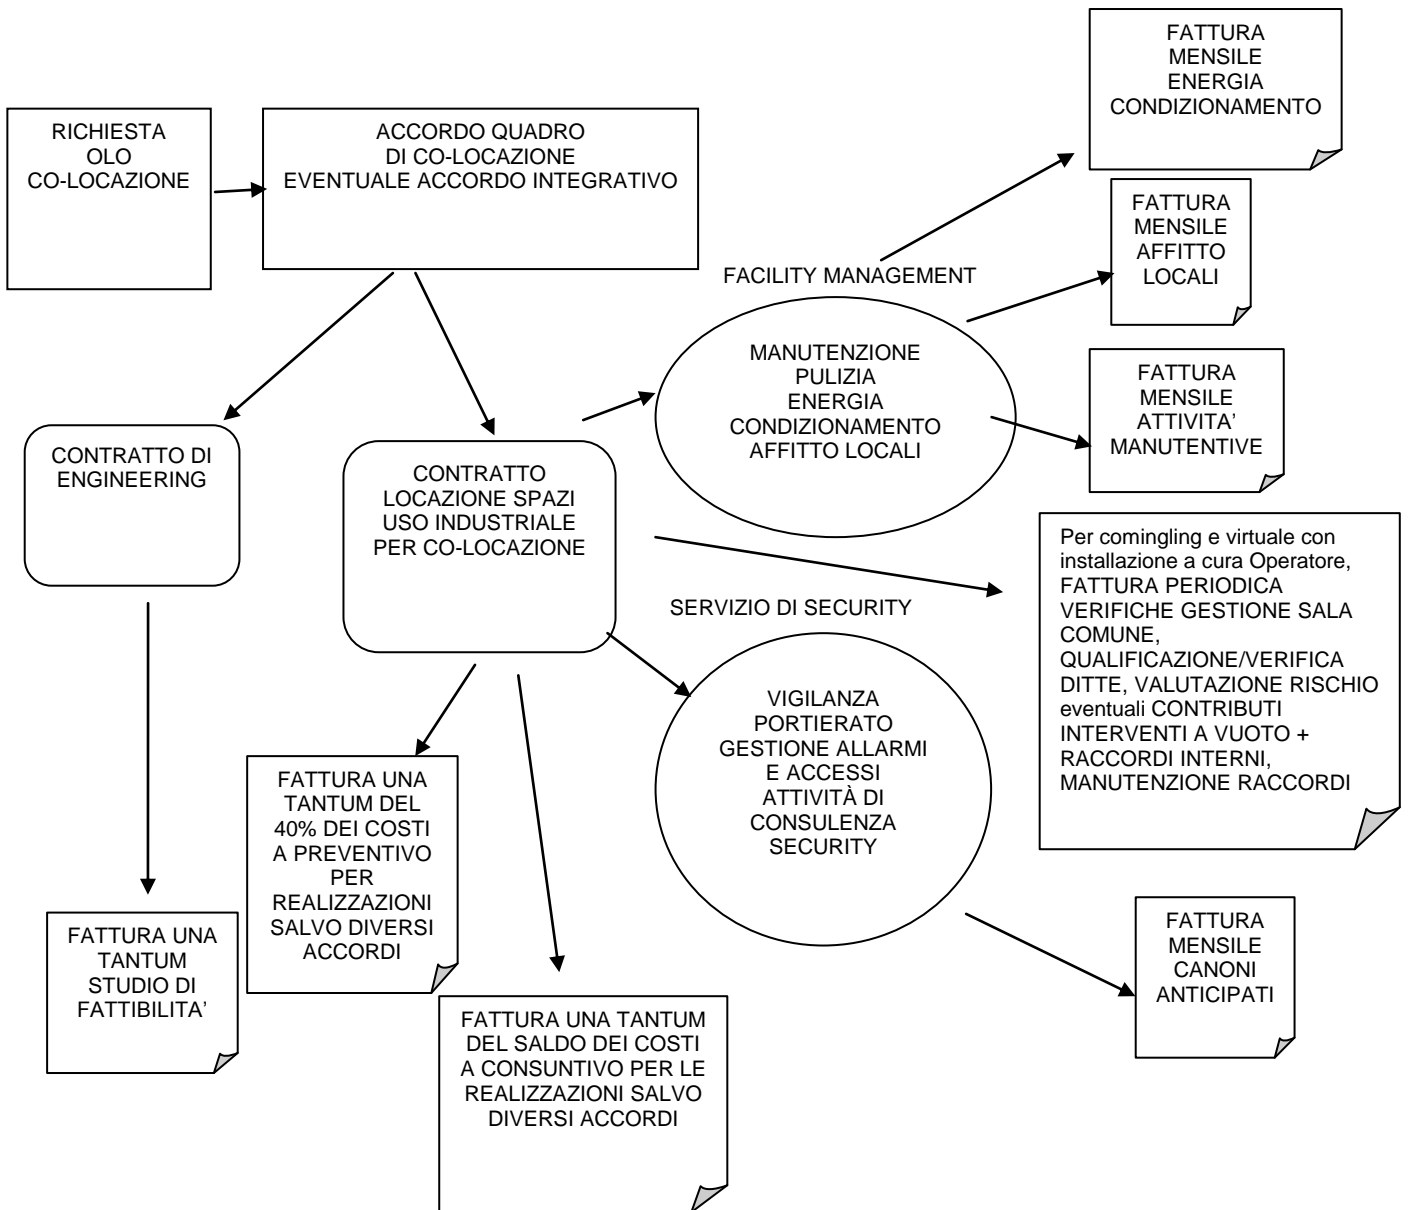 FATTURA
MENSILE
ENERGIA
CONDIZIONAMENTO
RICHIESTA
OLO
CO-LOCAZIONE
ACCORDO QUADRO
DI CO-LOCAZIONE
EVENTUALE ACCORDO INTEGRATIVO
FATTURA
MENSILE
AFFITTO
LOCALI
FACILITY MANAGEMENT
MANUTENZIONE
PULIZIA
ENERGIA
CONDIZIONAMENTO
AFFITTO LOCALI
FATTURA
MENSILE
ATTIVITA’
MANUTENTIVE
CONTRATTO DI
ENGINEERING
CONTRATTO
LOCAZIONE SPAZI
USO INDUSTRIALE
PER CO-LOCAZIONE
Per comingling e virtuale con
installazione a cura Operatore,
FATTURA PERIODICA
VERIFICHE GESTIONE SALA
COMUNE,
QUALIFICAZIONE/VERIFICA
DITTE, VALUTAZIONE RISCHIO
eventuali CONTRIBUTI
INTERVENTI A VUOTO +
RACCORDI INTERNI,
MANUTENZIONE RACCORDI
SERVIZIO DI SECURITY
VIGILANZA
PORTIERATO
GESTIONE ALLARMI
E ACCESSI
ATTIVITÀ DI
CONSULENZA
SECURITY
FATTURA UNA
TANTUM DEL
40% DEI COSTI
A PREVENTIVO
PER
REALIZZAZIONI
SALVO DIVERSI
ACCORDI
FATTURA UNA
TANTUM
STUDIO DI
FATTIBILITA’
FATTURA
MENSILE
CANONI
ANTICIPATI
FATTURA UNA TANTUM
DEL SALDO DEI COSTI
A CONSUNTIVO PER LE
REALIZZAZIONI SALVO
DIVERSI ACCORDI